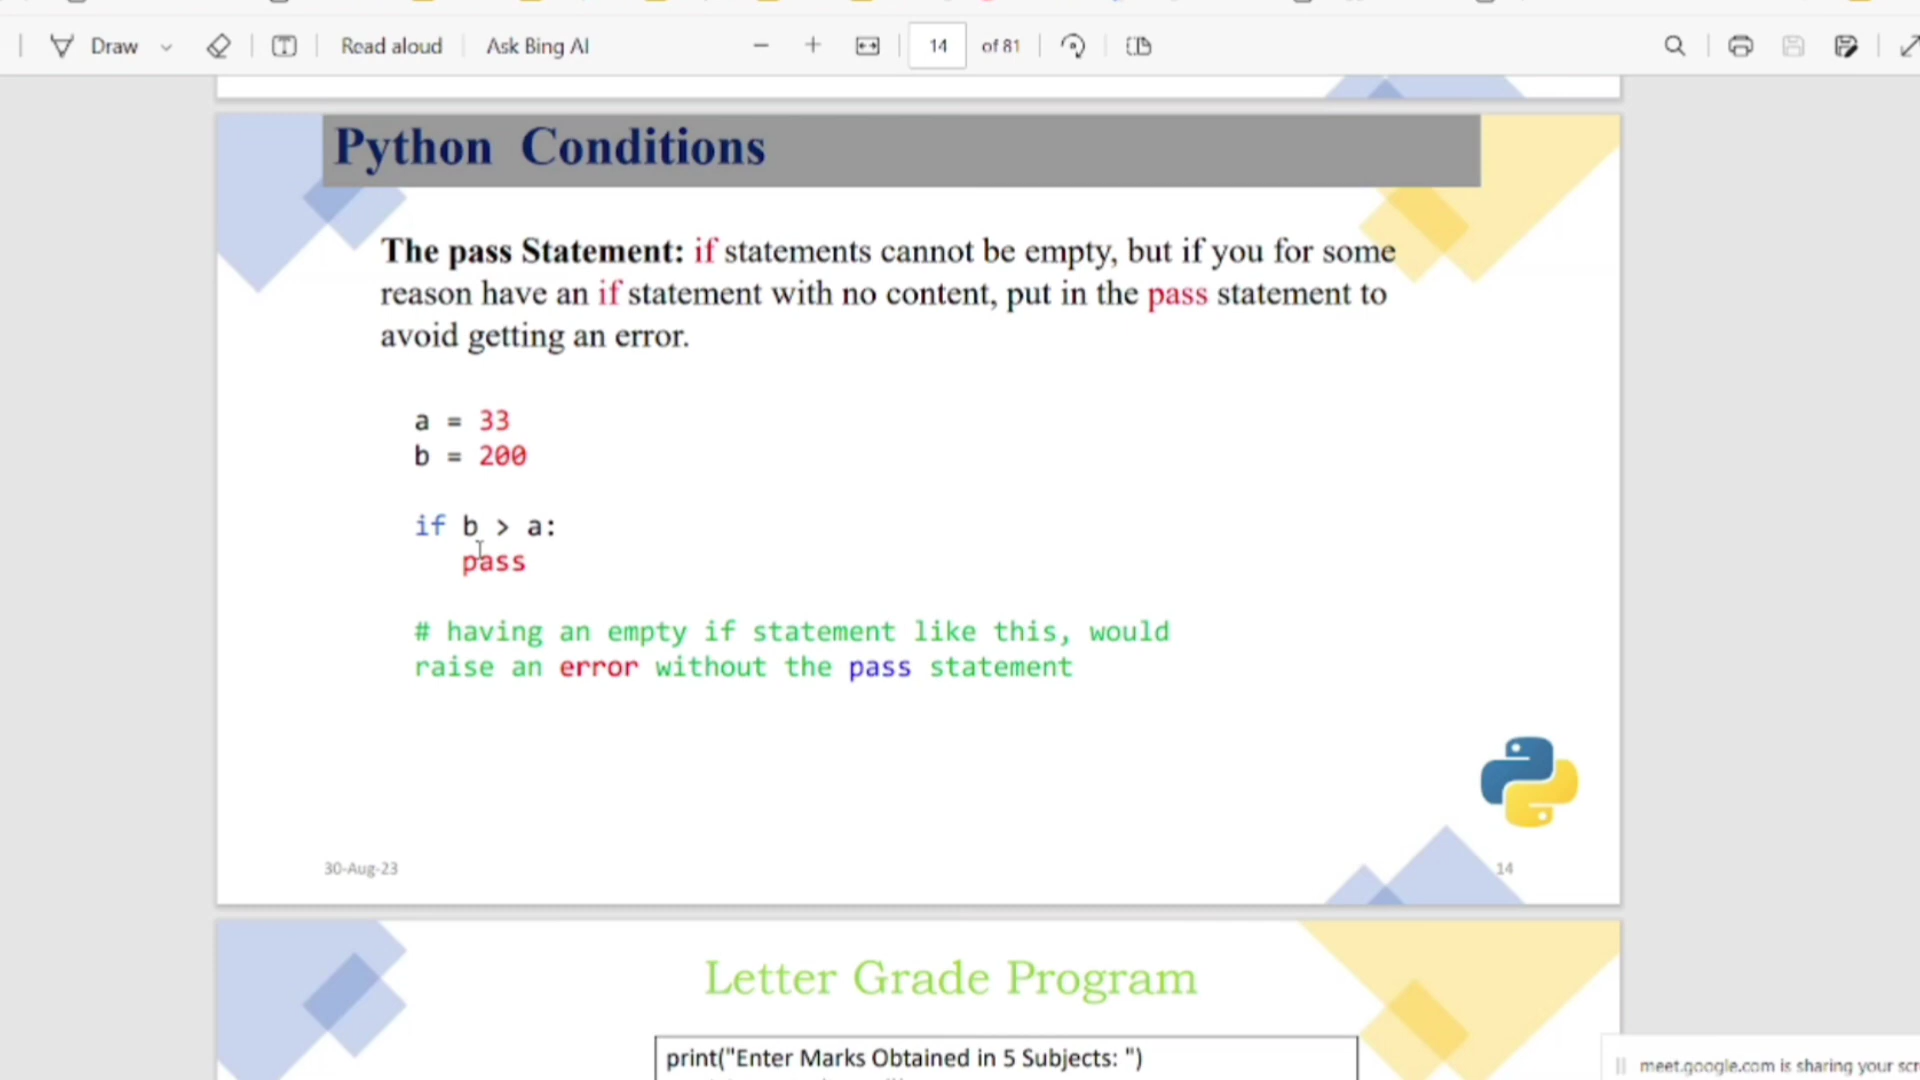 Draw
Read aloud
Ask Bing AI
14 of 81
Python Conditions
The pass Statement: if statements cannot be empty, but if you for some
reason have an if statement with no content, put in the pass statement to
avoid getting an error.
a = 33
b = 200
if b > a:
pass
# having an empty if statement like this, would
raise an error without the pass statement
30-Aug-23
14
Letter Grade Program
print("Enter Marks Obtained in 5 Subjects: ")
meet.google.com is sharing your scr